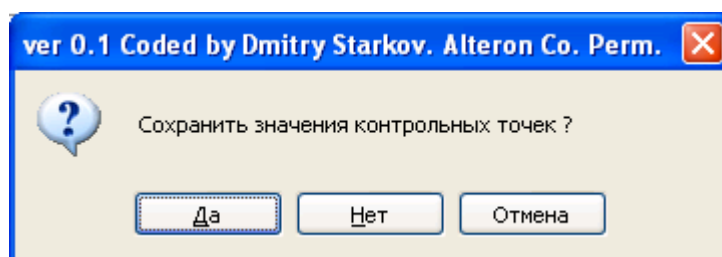 ver 0.1 Coded by Dmitry Starkov. Alteron Co. Perm.
Сохранить значения контрольных точек ?
Да Нет Отмена